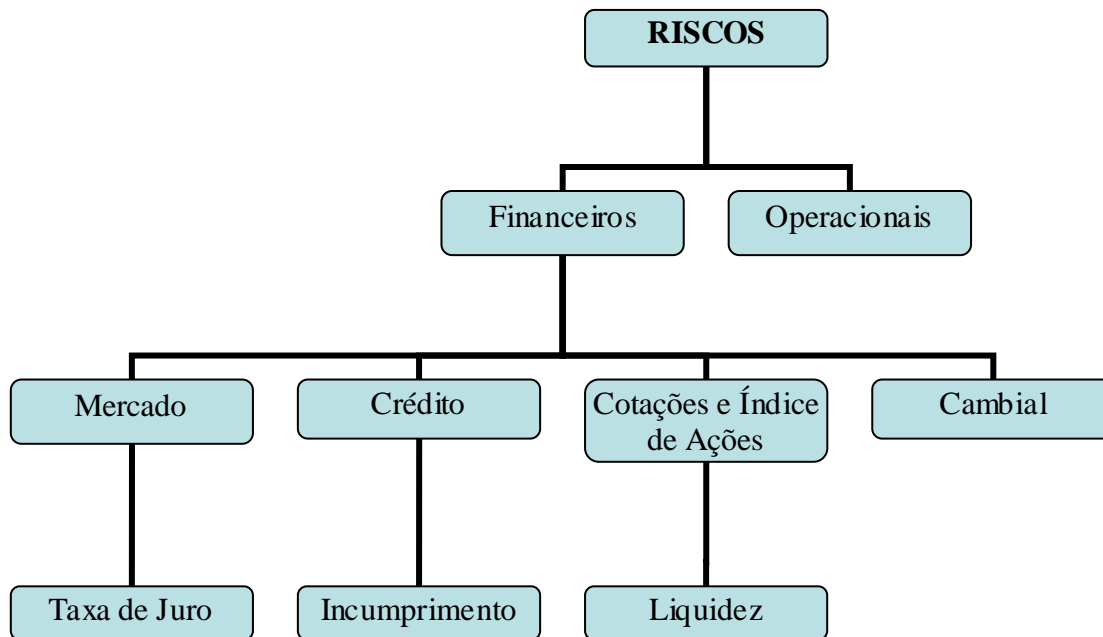 RISCOS
Financeiros
Operacionais
Mercado
Crédito
Cotações e Índice
de Ações
Cambial
Taxa de Juro
Incumprimento
Liquidez